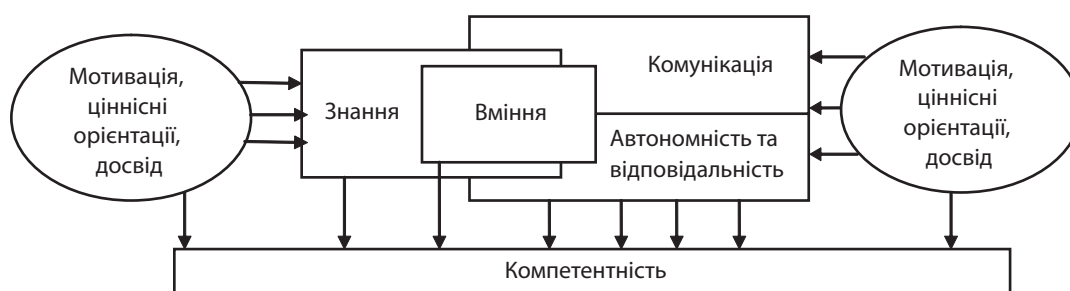 Мотивація,
ціннісні
орієнтації,
досвід
Знання
Вміння
Комунікація
Автономність та
відповідальність
Мотивація,
ціннісні
орієнтації,
досвід
Компетентність